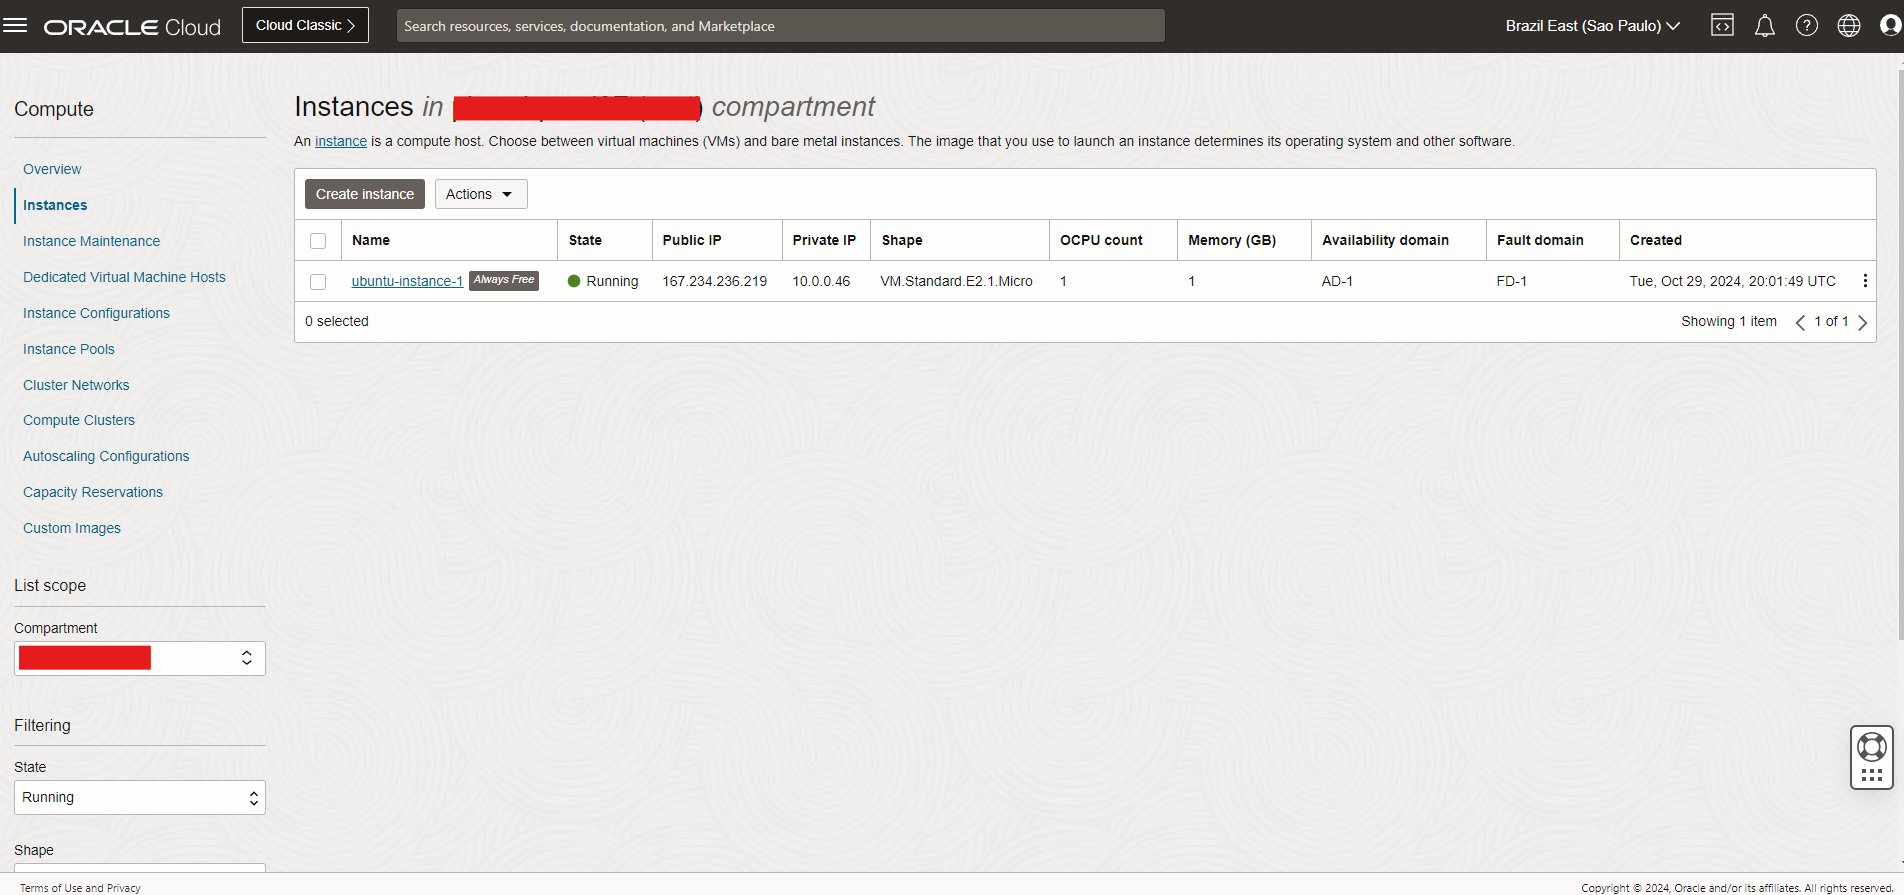 ORACLE Cloud
Cloud Classic
Search resources, services, documentation, and Marketplace
Brazil East (Sao Paulo)
Compute
Overview
Instances
Instance Maintenance
Dedicated Virtual Machine Hosts
Instance Configurations
Instance Pools
Cluster Networks
Compute Clusters
Autoscaling Configurations
Capacity Reservations
Custom Images
List scope
Compartment
Filtering
State
Running
Shape
Instances in compartment
An instance is a compute host. Choose between virtual machines (VMs) and bare metal instances. The image that you use to launch an instance determines its operating system and other software.
Create instance Actions
Name State Public IP Private IP Shape OCPU count Memory (GB) Availability domain Fault domain Created
ubuntu-instance-1 Always Free Running 167.234.236.219 10.0.0.46 VM.Standard.E2.1.Micro 1 1 AD-1 FD-1 Tue, Oct 29, 2024, 20:01:49 UTC
0 selected Showing 1 item 1 of 1
Terms of Use and Privacy
Copyright © 2024, Oracle and/or its affiliates. All rights reserved.